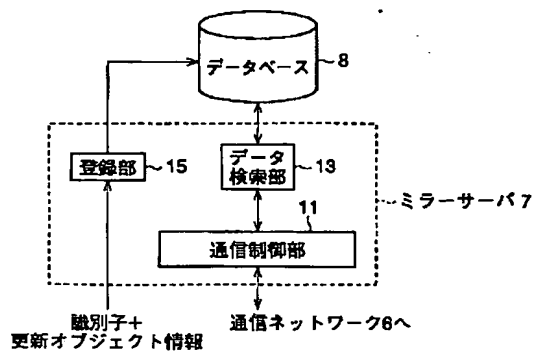 データベース
8
登録部
15
データ
検索部
13
ミラーサーバ7
11
通信制御部
識別子+
更新オブジェクト情報
通信ネットワーク6へ